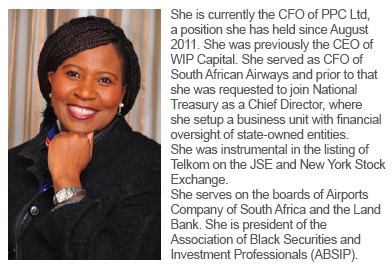 She is currently the CFO of PPC Ltd,
a position she has held since August
2011. She was previously the CEO of
WIP Capital. She served as CFO of
South African Airways and prior to that
she was requested to join National
Treasury as a Chief Director, where
she setup a business unit with financial
oversight of state-owned entities.
She was instrumental in the listing of
Telkom on the JSE and New York Stock
Exchange.
She serves on the boards of Airports
Company of South Africa and the Land
Bank. She is president of the
Association of Black Securities and
Investment Professionals (ABSIP).